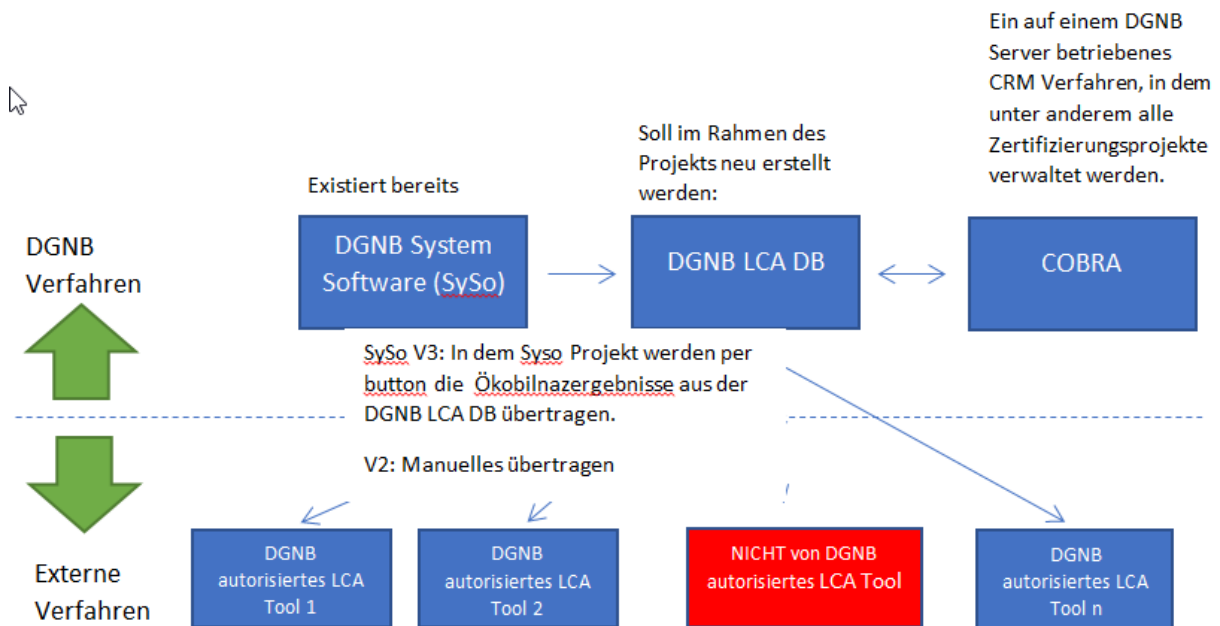 Ein auf einem DGNB
Server betriebenes
CRM Verfahren, in dem
unter anderem alle
Zertifizierungsprojekte
verwaltet werden.
Soll im Rahmen des
Projekts neu erstellt
werden:
Existiert bereits
DGNB
Verfahren
DGNB System
Software (SySo)
DGNB LCA DB
COBRA
SySo V3: In dem Syso Projekt werden per
button die Ökobilnazergebnisse aus der
DGNB LCA DB übertragen.
V2: Manuelles übertragen
Externe
Verfahren
DGNB
autorisiertes LCA
Tool 1
DGNB
autorisiertes LCA
Tool 2
NICHT von DGNB
autorisiertes LCA Tool
DGNB
autorisiertes LCA
Tool n